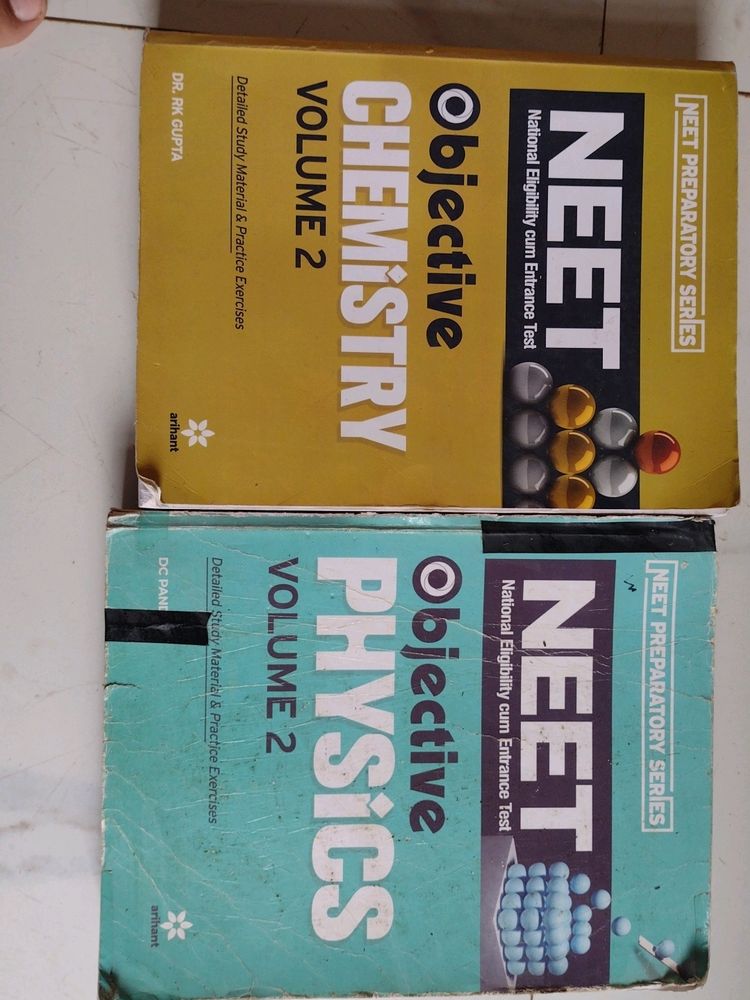 NEET PREPARATORY SERIES
NEET
National Eligibility cum Entrance Test
Objective
CHEMiSTRY
VOLUME 2
Detailed Study Material & Practice Exercises
DR. RK GUPTA
arihant
NEET PREPARATORY SERIES
NEET
National Eligibility cum Entrance Test
Objective
PHYSiCS
VOLUME 2
Detailed Study Material & Practice Exercises
DC
arihant